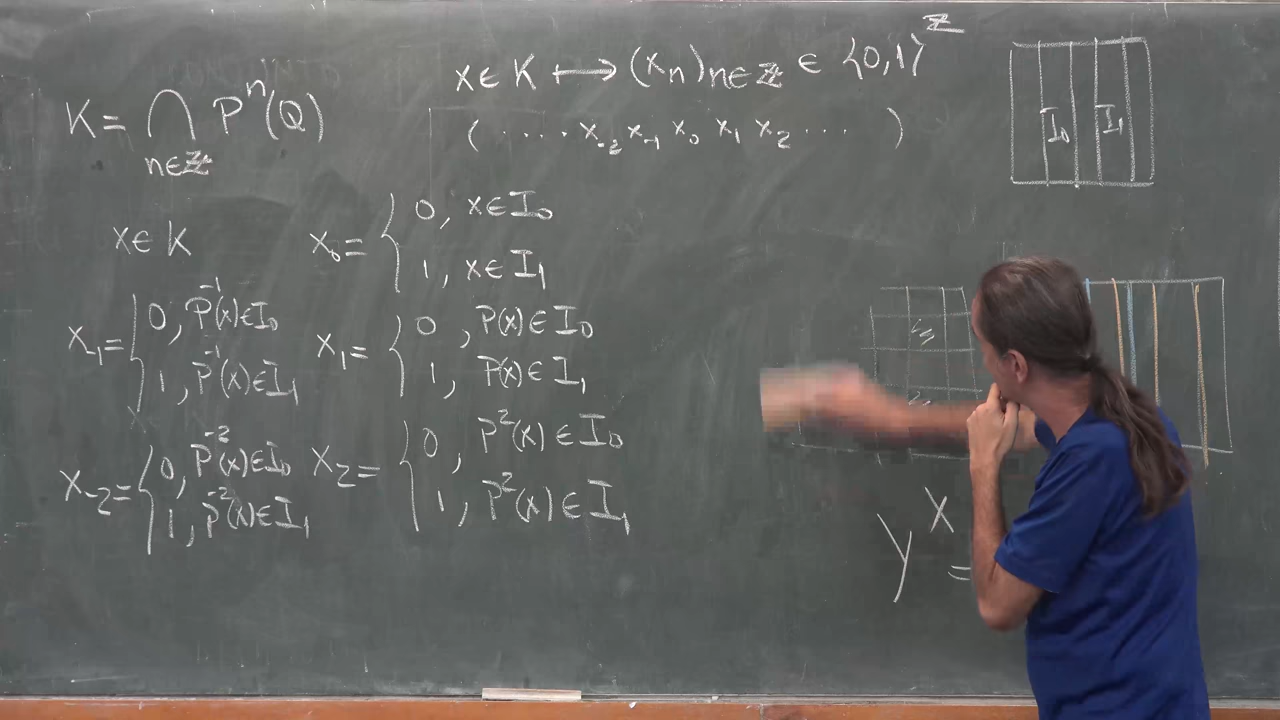 K = ⋂ Pⁿ(Q)
n∈ℤ
x∈K ⟷ (xₙ)n∈ℤ ∈ {0,1}^ℤ
( ..... x₋₂ x₋₁ x₀ x₁ x₂ ... )
I₀ I₁
x∈K
x₀ = { 0, x∈I₀
1, x∈I₁
x₋₁ = { 0, P⁻¹(x)∈I₀
1, P⁻¹(x)∈I₁
x₁ = { 0, P(x)∈I₀
1, P(x)∈I₁
x₋₂ = { 0, P⁻²(x)∈I₀
1, P⁻²(x)∈I₁
x₂ = { 0, P²(x)∈I₀
1, P²(x)∈I₁
x
y =